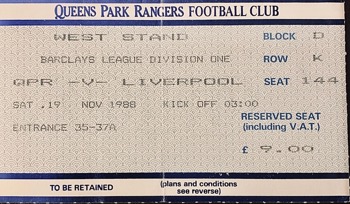 QUEENS PARK RANGERS FOOTBALL CLUB
WEST STAND BLOCK D
BARCLAYS LEAGUE DIVISION ONE ROW K
QPR -V- LIVERPOOL SEAT 144
SAT,19 NOV 1988 KICK OFF 03:00
ENTRANCE 35-37A
RESERVED SEAT
(including V.A.T.)
£ 9.00
TO BE RETAINED (plans and conditions
see reverse)